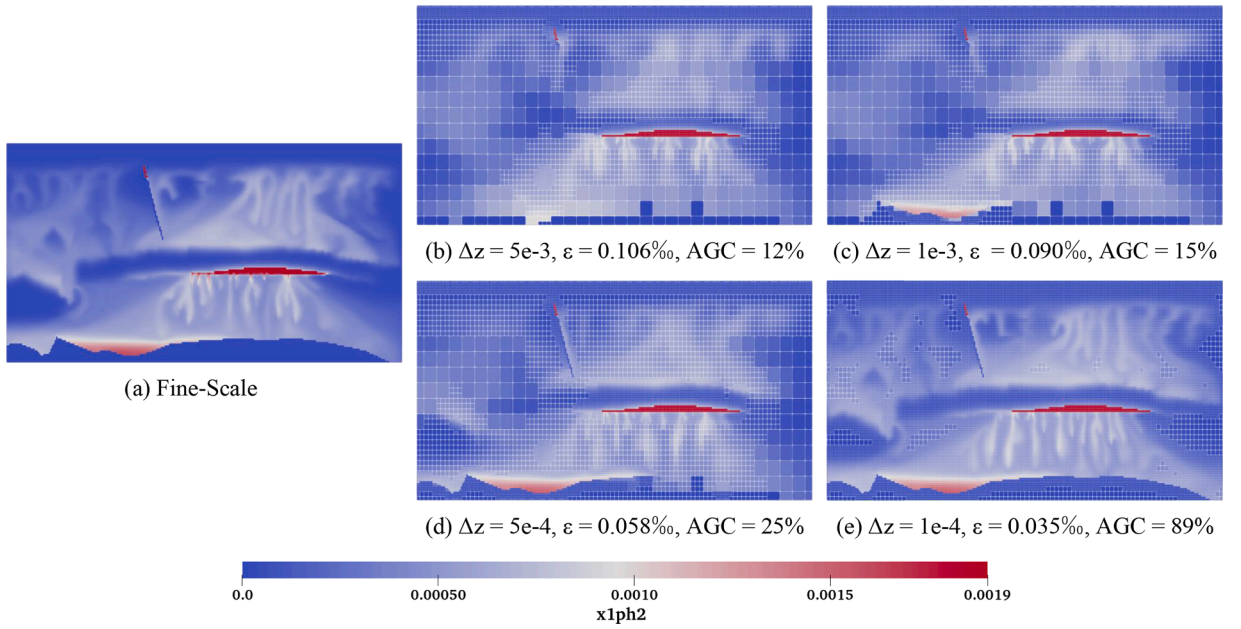 (a) Fine-Scale
(b) Δz = 5e-3, ε = 0.106‰, AGC = 12%
(c) Δz = 1e-3, ε = 0.090‰, AGC = 15%
(d) Δz = 5e-4, ε = 0.058‰, AGC = 25%
(e) Δz = 1e-4, ε = 0.035‰, AGC = 89%
0.0 0.00050 0.0010 0.0015 0.0019
x1ph2